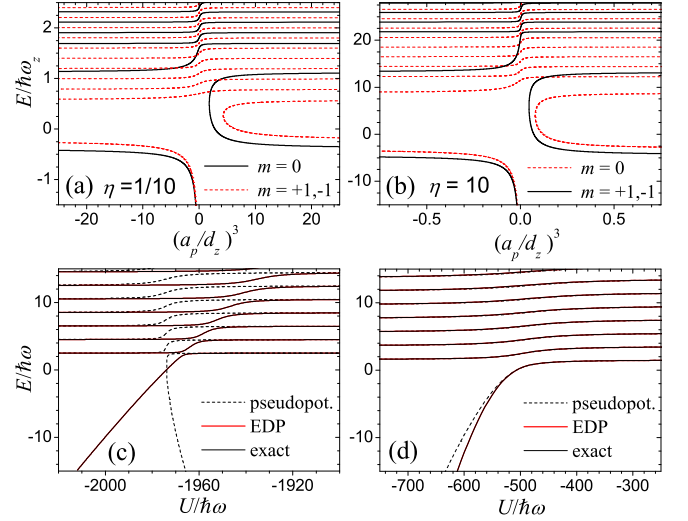 2
1
0
-1
E/ħω_z
(a) η =1/10
m = 0
m = +1,-1
-20 -10 0 10 20
(a_p/d_z)^3
20
10
0
-10
(b) η = 10
m = 0
m = +1,-1
-0.5 0.0 0.5
(a_p/d_z)^3
10
0
-10
E/ħω
(c)
pseudopot.
EDP
exact
-2000 -1960 -1920
U/ħω
10
0
-10
(d)
pseudopot.
EDP
exact
-700 -600 -500 -400 -300
U/ħω